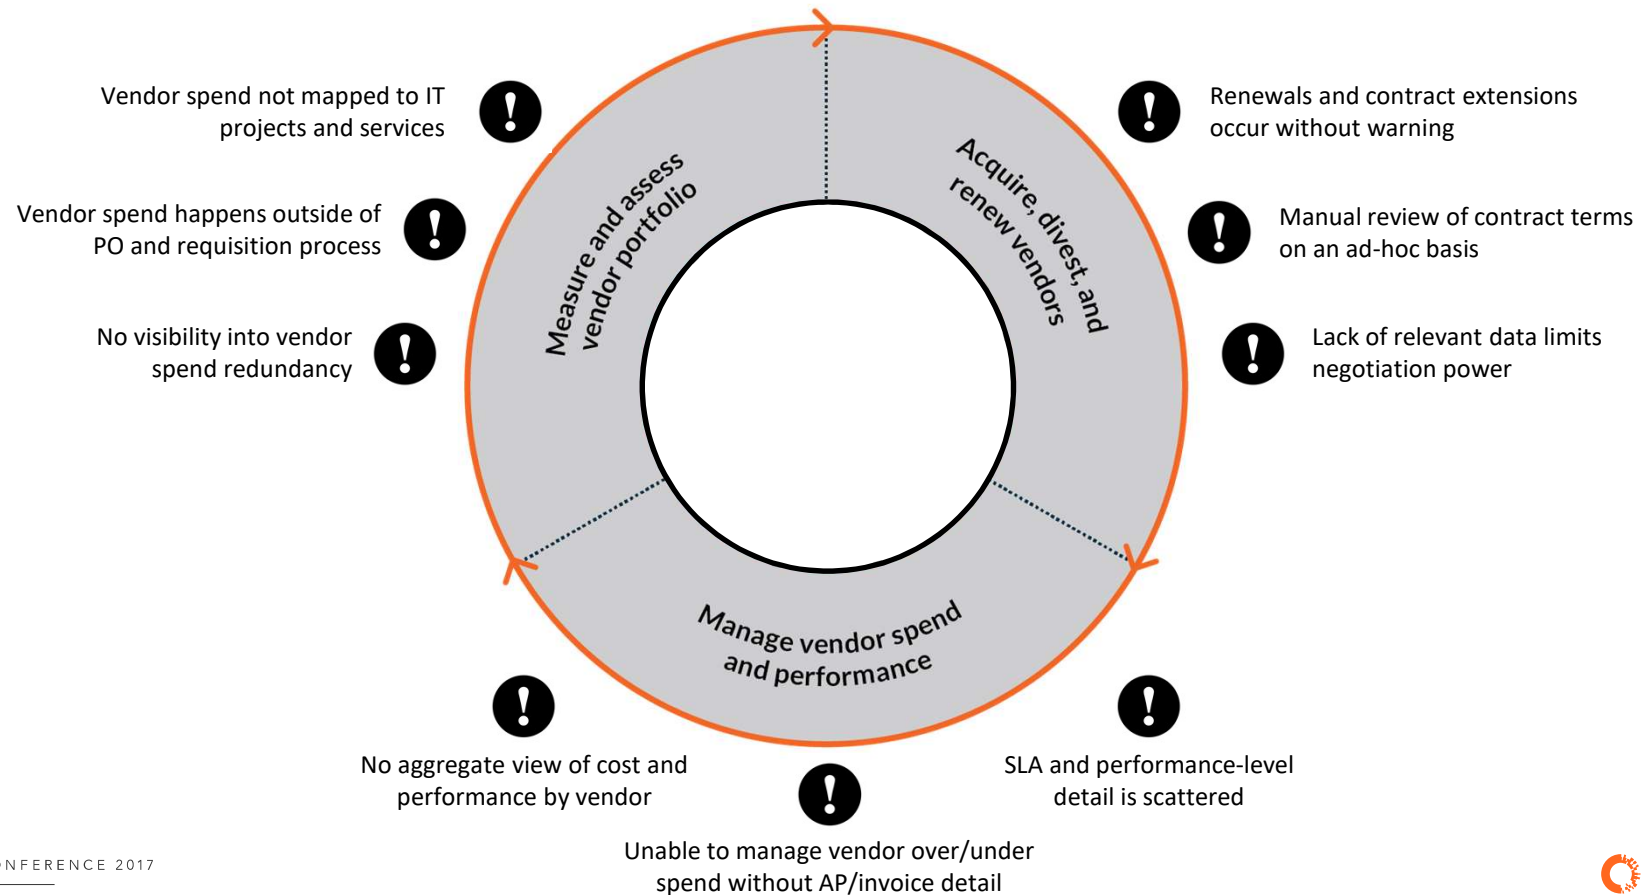 Vendor spend not mapped to IT
projects and services
Vendor spend happens outside of
PO and requisition process
No visibility into vendor
spend redundancy
Measure and assess
vendor portfolio
Acquire, divest, and
renew vendors
Renewals and contract extensions
occur without warning
Manual review of contract terms
on an ad-hoc basis
Lack of relevant data limits
negotiation power
Manage vendor spend
and performance
No aggregate view of cost and
performance by vendor
Unable to manage vendor over/under
spend without AP/invoice detail
SLA and performance-level
detail is scattered
NFERENCE 2017